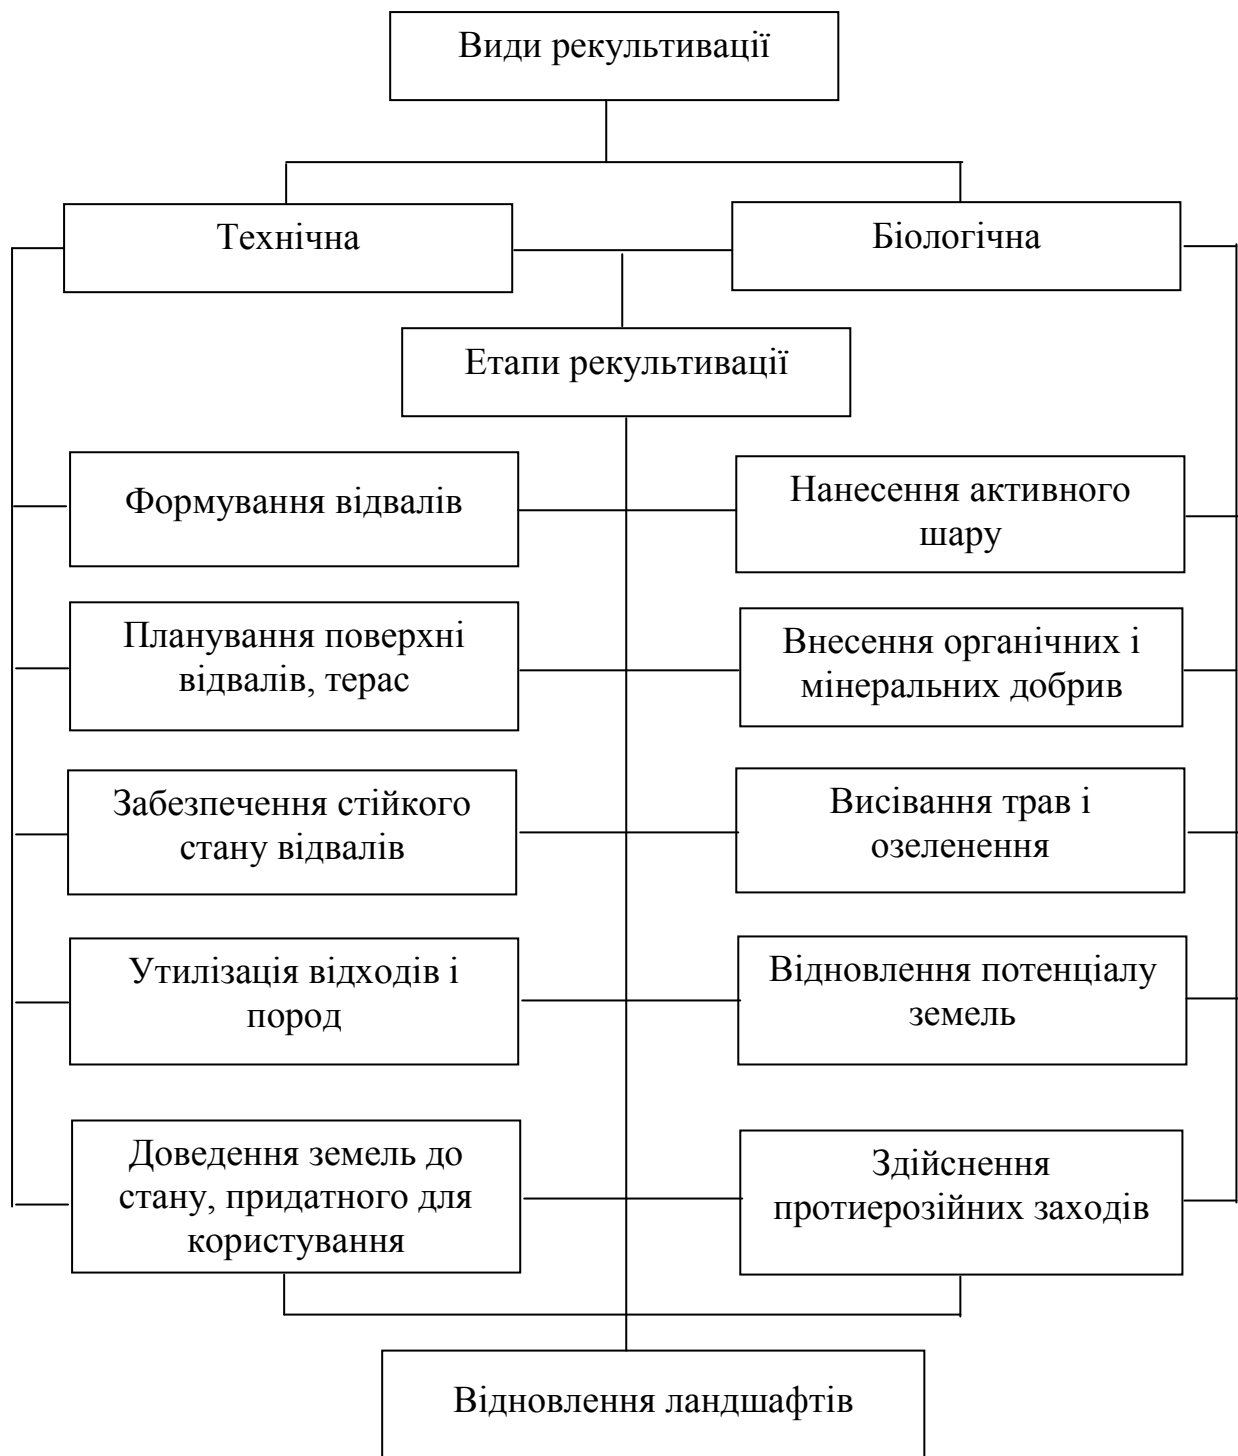 Види рекультивації
Технічна
Біологічна
Етапи рекультивації
Формування відвалів
Нанесення активного
шару
Планування поверхні
відвалів, терас
Внесення органічних і
мінеральних добрив
Забезпечення стійкого
стану відвалів
Висівання трав і
озеленення
Утилізація відходів і
пород
Відновлення потенціалу
земель
Доведення земель до
стану, придатного для
користування
Здійснення
протиерозійних заходів
Відновлення ландшафтів